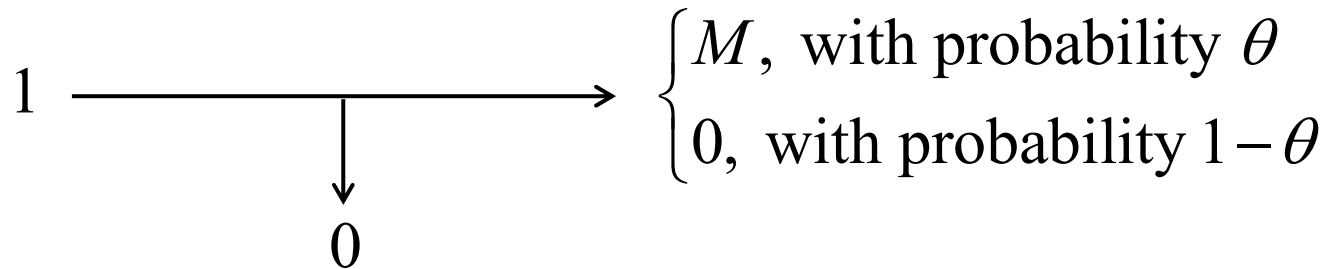 1
M, with probability θ
0, with probability 1−θ
0